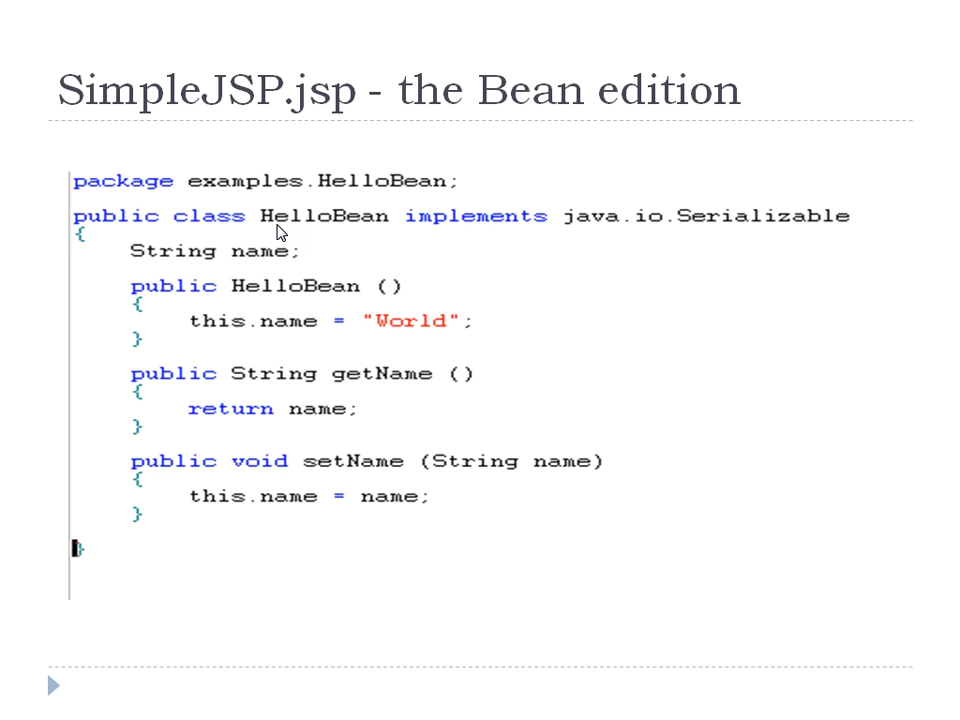 SimpleJSP.jsp - the Bean edition
package examples.HelloBean;
public class HelloBean implements java.io.Serializable
{
String name;
public HelloBean ()
{
this.name = "World";
}
public String getName ()
{
return name;
}
public void setName (String name)
{
this.name = name;
}
}